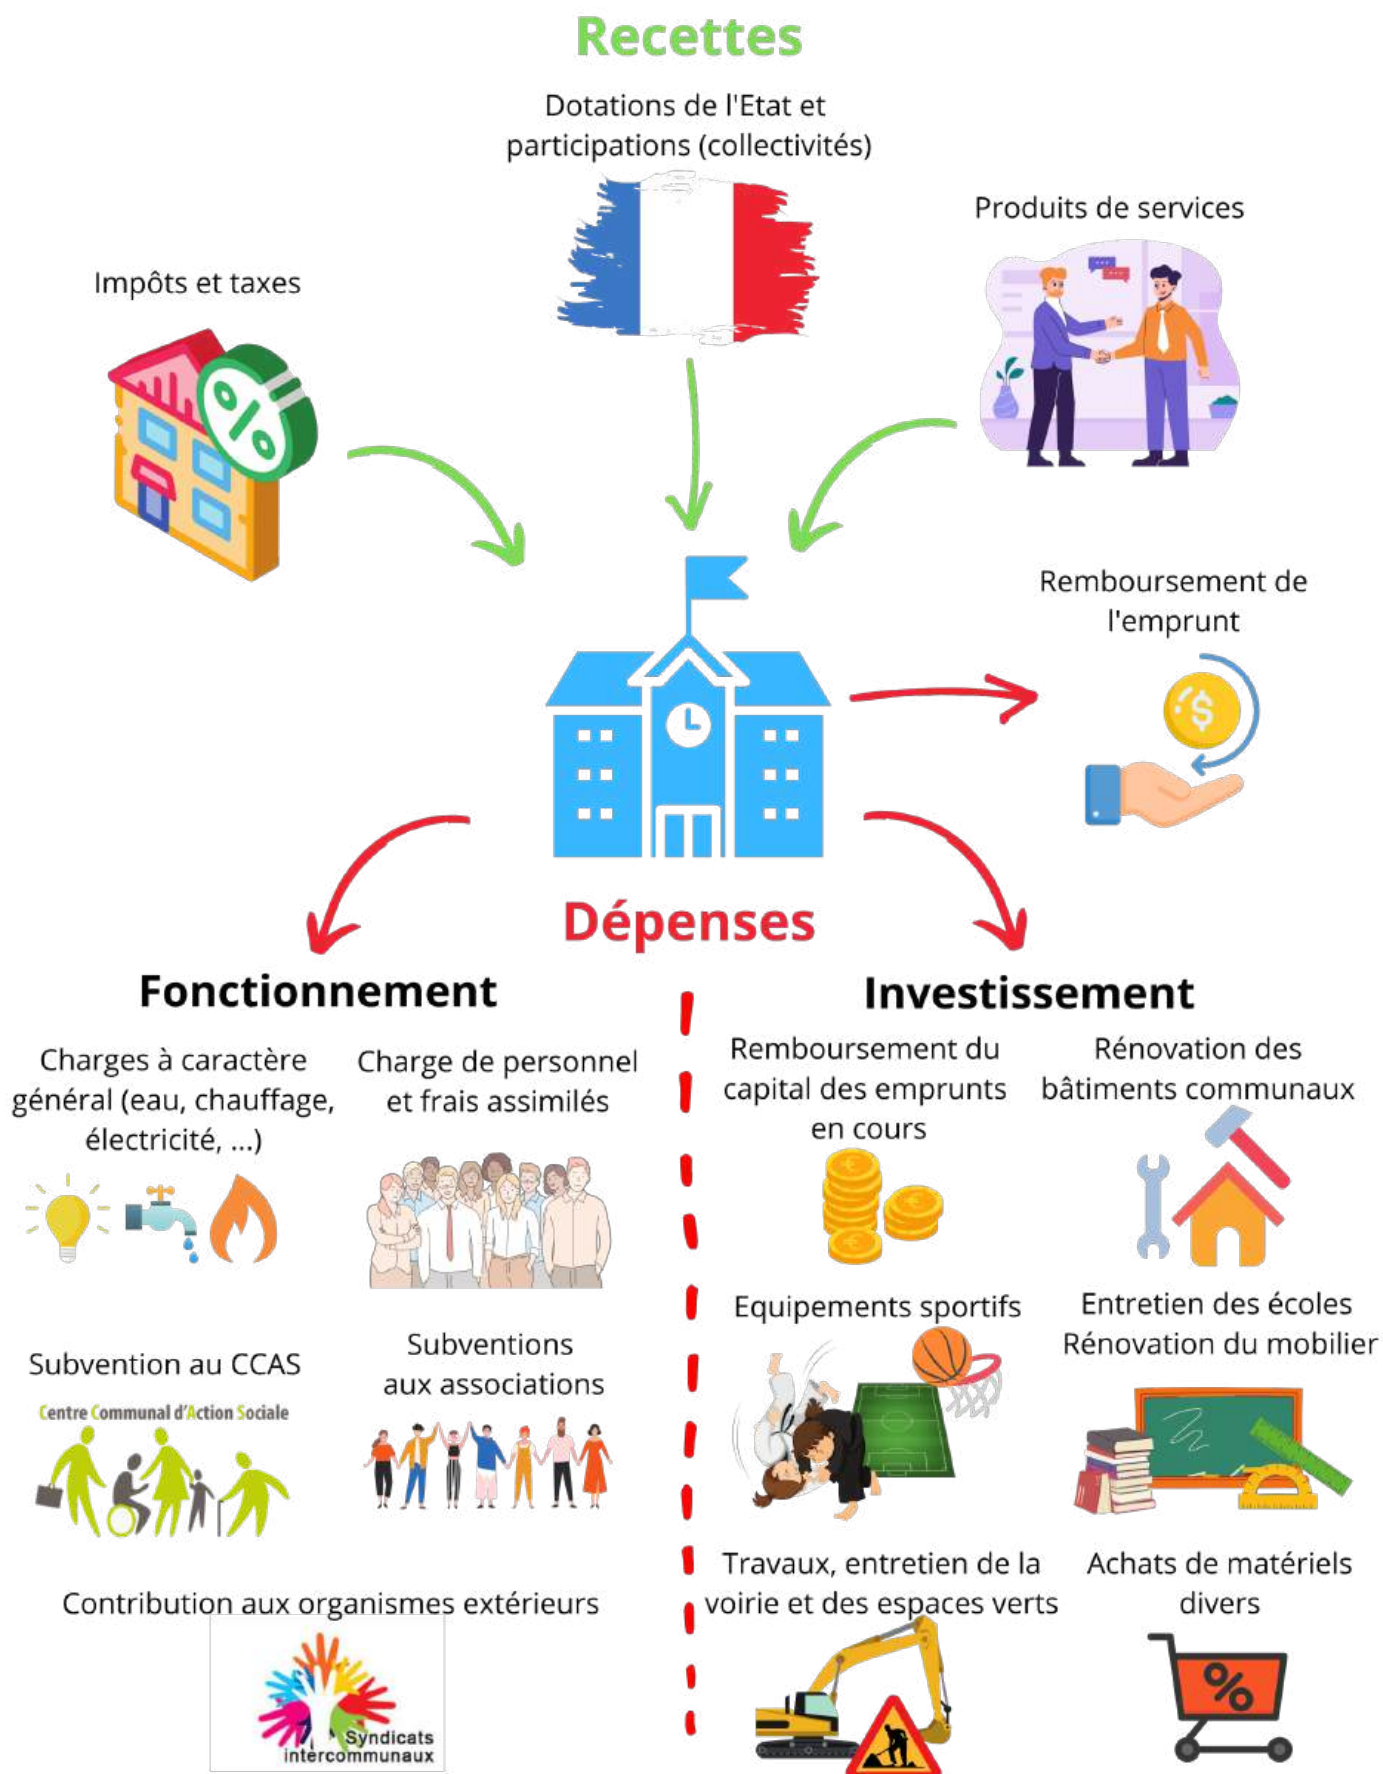 Recettes
Dotations de l'Etat et
participations (collectivités)
Produits de services
Impôts et taxes
%
Remboursement de
l'emprunt
$
Dépenses
Fonctionnement
Investissement
Charges à caractère
général (eau, chauffage,
électricité, ...)
Charge de personnel
et frais assimilés
Remboursement du
capital des emprunts
en cours
Rénovation des
bâtiments communaux
Subvention au CCAS
Centre Communal d'Action Sociale
Subventions
aux associations
Equipements sportifs
Entretien des écoles
Rénovation du mobilier
Contribution aux organismes extérieurs
Syndicats
intercommunaux
Travaux, entretien de la
voirie et des espaces verts
Achats de matériels
divers
%